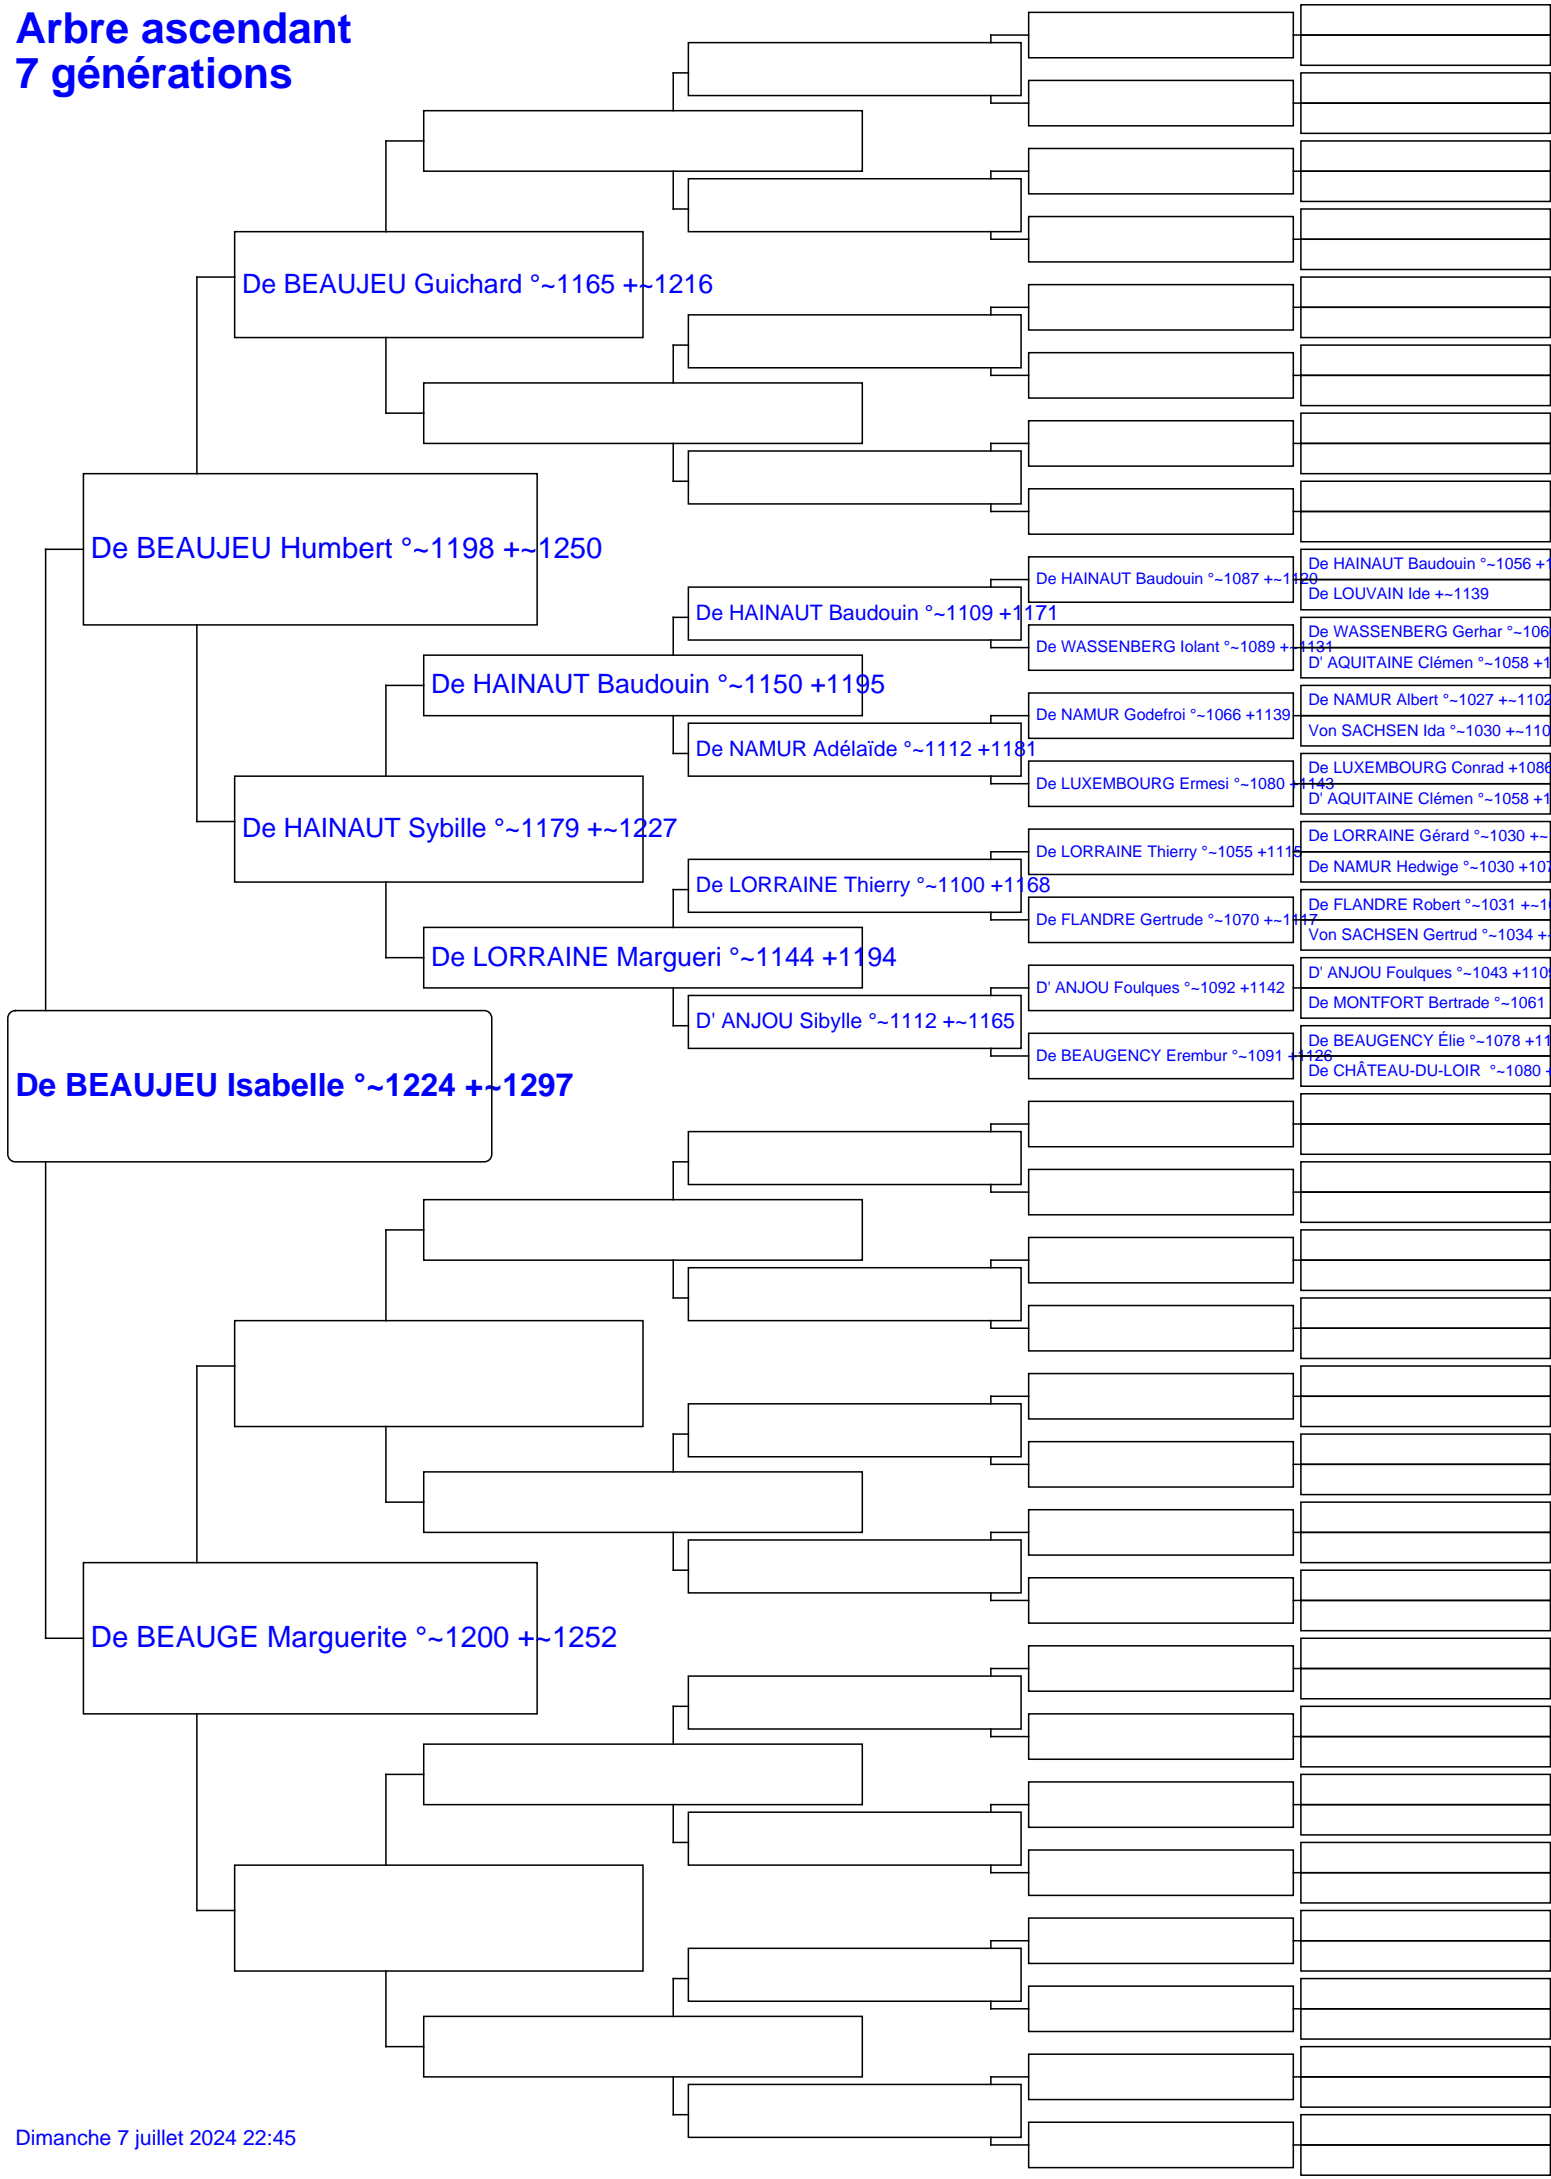 Arbre ascendant
7 générations
De BEAUJEU Guichard °~1165 +~1216
De BEAUJEU Humbert °~1198 +~1250
De HAINAUT Baudouin °~1056 +1
De HAINAUT Baudouin °~1087 +~1120
De LOUVAIN Ide +~1139
De HAINAUT Baudouin °~1109 +1171
De WASSENBERG Gerhar °~106
De WASSENBERG Iolant °~1089 +~1131
D' AQUITAINE Clémen °~1058 +1
De HAINAUT Baudouin °~1150 +1195
De NAMUR Albert °~1027 +~1102
De NAMUR Godefroi °~1066 +1139
Von SACHSEN Ida °~1030 +~110
De NAMUR Adélaïde °~1112 +1181
De LUXEMBOURG Conrad +1086
De LUXEMBOURG Ermesi °~1080 +1143
D' AQUITAINE Clémen °~1058 +1
De HAINAUT Sybille °~1179 +~1227
De LORRAINE Gérard °~1030 +~
De LORRAINE Thierry °~1055 +1115
De NAMUR Hedwige °~1030 +107
De LORRAINE Thierry °~1100 +1168
De FLANDRE Robert °~1031 +~1
De FLANDRE Gertrude °~1070 +~1117
Von SACHSEN Gertrud °~1034 +
De LORRAINE Margueri °~1144 +1194
D' ANJOU Foulques °~1043 +1109
D' ANJOU Foulques °~1092 +1142
De MONTFORT Bertrade °~1061
D' ANJOU Sibylle °~1112 +~1165
De BEAUGENCY Élie °~1078 +11
De BEAUGENCY Erembur °~1091 +1126
De CHÂTEAU-DU-LOIR °~1080 +
De BEAUJEU Isabelle °~1224 +~1297
De BEAUGE Marguerite °~1200 +~1252
Dimanche 7 juillet 2024 22:45